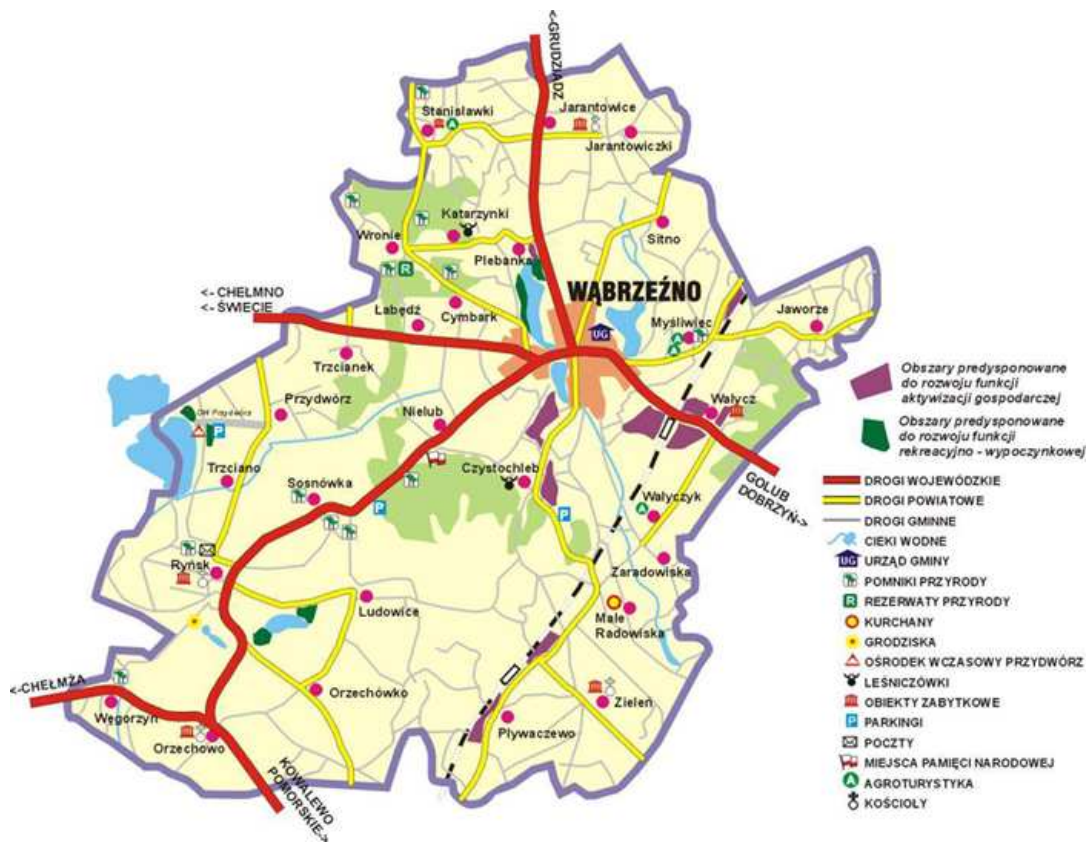 <-GRUDZIĄDZ
Stanisławki
A
Jarantowice
Jarantowiczki
Katarzynki
Wronie
Plebanka
Sitno
R
<- CHEŁMNO
<- ŚWIECIE
WĄBRZEŹNO
Łabędź
Cymbark
UG
Myśliwiec
A
A
Jaworze
Trzcianek
Przydwórz
Nielub
Wałycz
OW Przydwórz
P
Trzciano
Czystochleb
Sosnówka
P
P
Wałyczyk
A
GOLUB
DOBRZYŃ->
Ryńsk
Zaradowiska
Ludowice
Małe
Radowiska
<-CHEŁMŻA
Orzechówko
Zieleń
Węgorzyn
Pływaczewo
Orzechowo
KOWALEWO
POMORSKIE->
Obszary predysponowane
do rozwoju funkcji
aktywizacji gospodarczej
Obszary predysponowane
do rozwoju funkcji
rekreacyjno - wypoczynkowej
DROGI WOJEWÓDZKIE
DROGI POWIATOWE
DROGI GMINNE
CIEKI WODNE
UG URZĄD GMINY
POMNIKI PRZYRODY
R REZERWATY PRZYRODY
KURCHANY
GRODZISKA
OŚRODEK WCZASOWY PRZYDWÓRZ
LEŚNICZÓWKI
OBIEKTY ZABYTKOWE
P PARKINGI
POCZTY
MIEJSCA PAMIĘCI NARODOWEJ
A AGROTURYSTYKA
KOŚCIOŁY